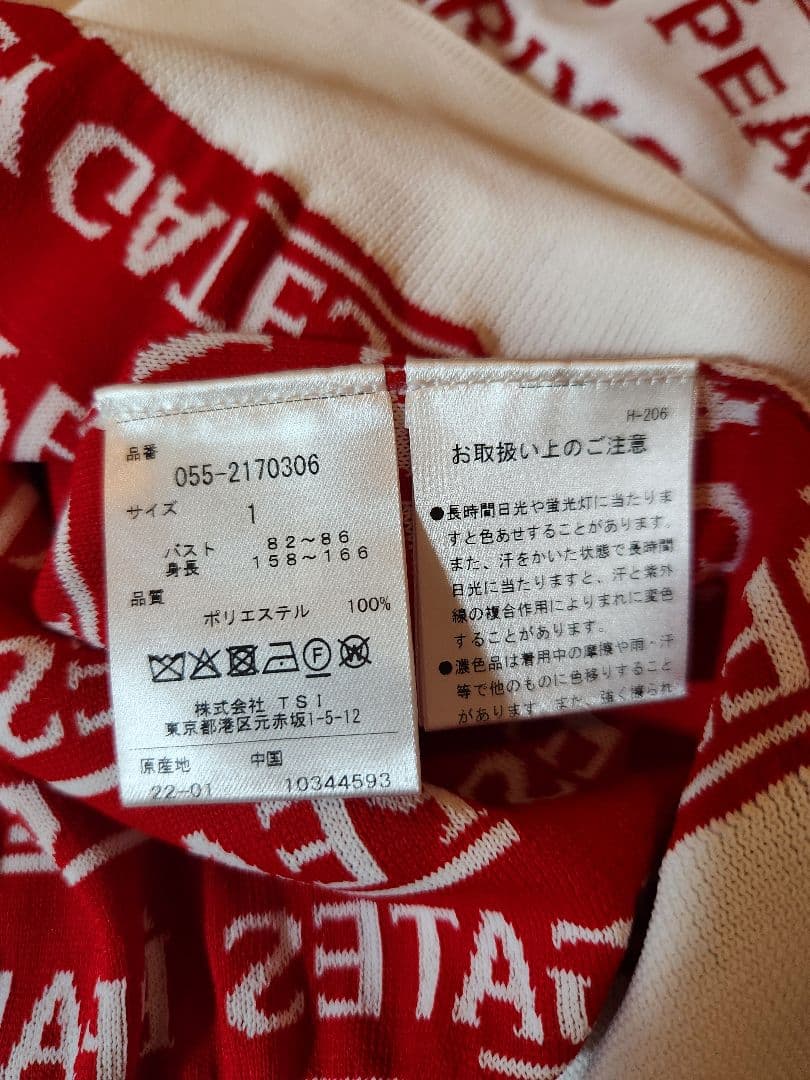 品番
055-2170306
サイズ
1
バスト 82～86
身長 158～166
品質
ポリエステル 100%
F
W
株式会社 TSI
東京都港区元赤坂1-5-12
原産地 中国
22-01 10344593
H-206
お取扱い上のご注意
●長時間日光や蛍光灯に当たりま
すと色あせすることがあります。
また、汗をかいた状態で長時間
日光に当たりますと、汗と紫外
線の複合作用によりまれに変色
することがあります。
●濃色品は着用中の摩擦や雨・汗
等で他のものに色移りすること
があります。また、強く擦られ
PEA